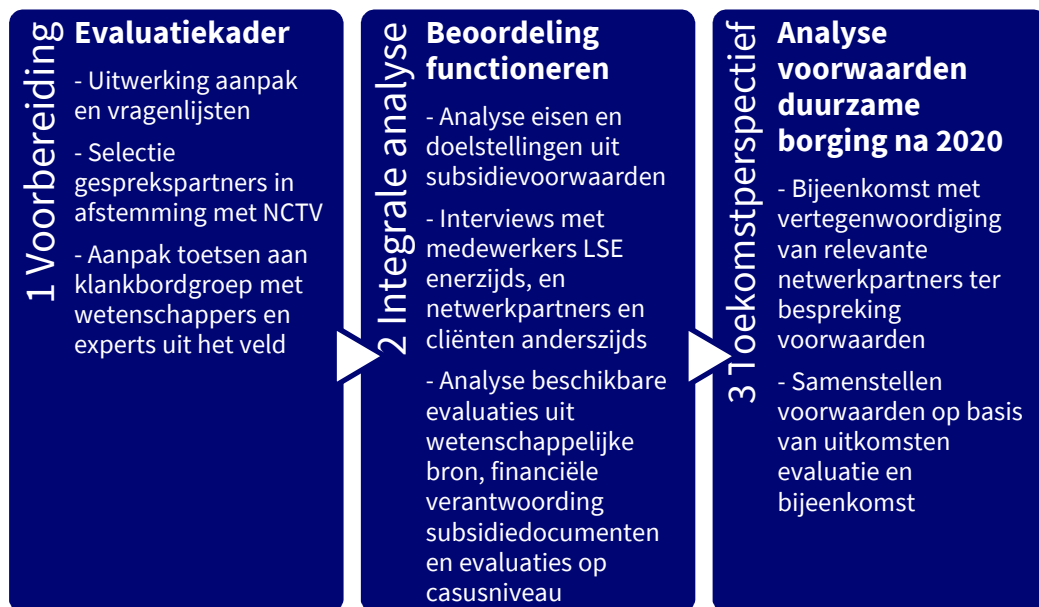 1 Voorbereiding
Evaluatiekader
- Uitwerking aanpak
en vragenlijsten
- Selectie
gesprekspartners in
afstemming met NCTV
- Aanpak toetsen aan
klankbordgroep met
wetenschappers en
experts uit het veld
2 Integrale analyse
Beoordeling
functioneren
- Analyse eisen en
doelstellingen uit
subsidievoorwaarden
- Interviews met
medewerkers LSE
enerzijds, en
netwerkpartners en
cliënten anderszijds
- Analyse beschikbare
evaluaties uit
wetenschappelijke
bron, financiële
verantwoording
subsidiedocumenten
en evaluaties op
casusniveau
3 Toekomstperspectief
Analyse
voorwaarden
duurzame
borging na 2020
- Bijeenkomst met
vertegenwoordiging
van relevante
netwerkpartners ter
bespreking
voorwaarden
- Samenstellen
voorwaarden op basis
van uitkomsten
evaluatie en
bijeenkomst